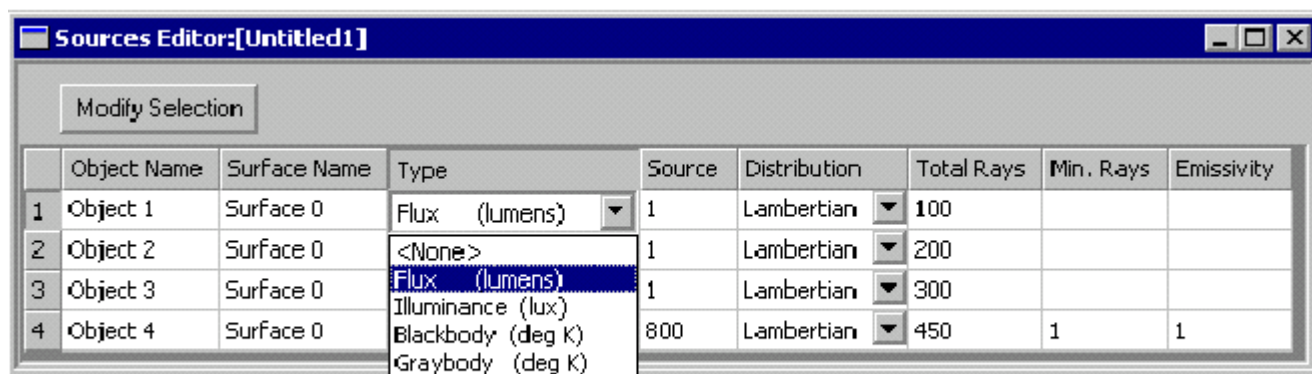 Sources Editor:[Untitled1]
Modify Selection
Object Name Surface Name Type Source Distribution Total Rays Min. Rays Emissivity
1 Object 1 Surface 0 Flux (lumens) 1 Lambertian 100
2 Object 2 Surface 0 <None> 1 Lambertian 200
Flux (lumens)
3 Object 3 Surface 0 1 Lambertian 300
Illuminance (lux)
4 Object 4 Surface 0 Blackbody (deg K) 800 Lambertian 450 1 1
Graybody (deg K)